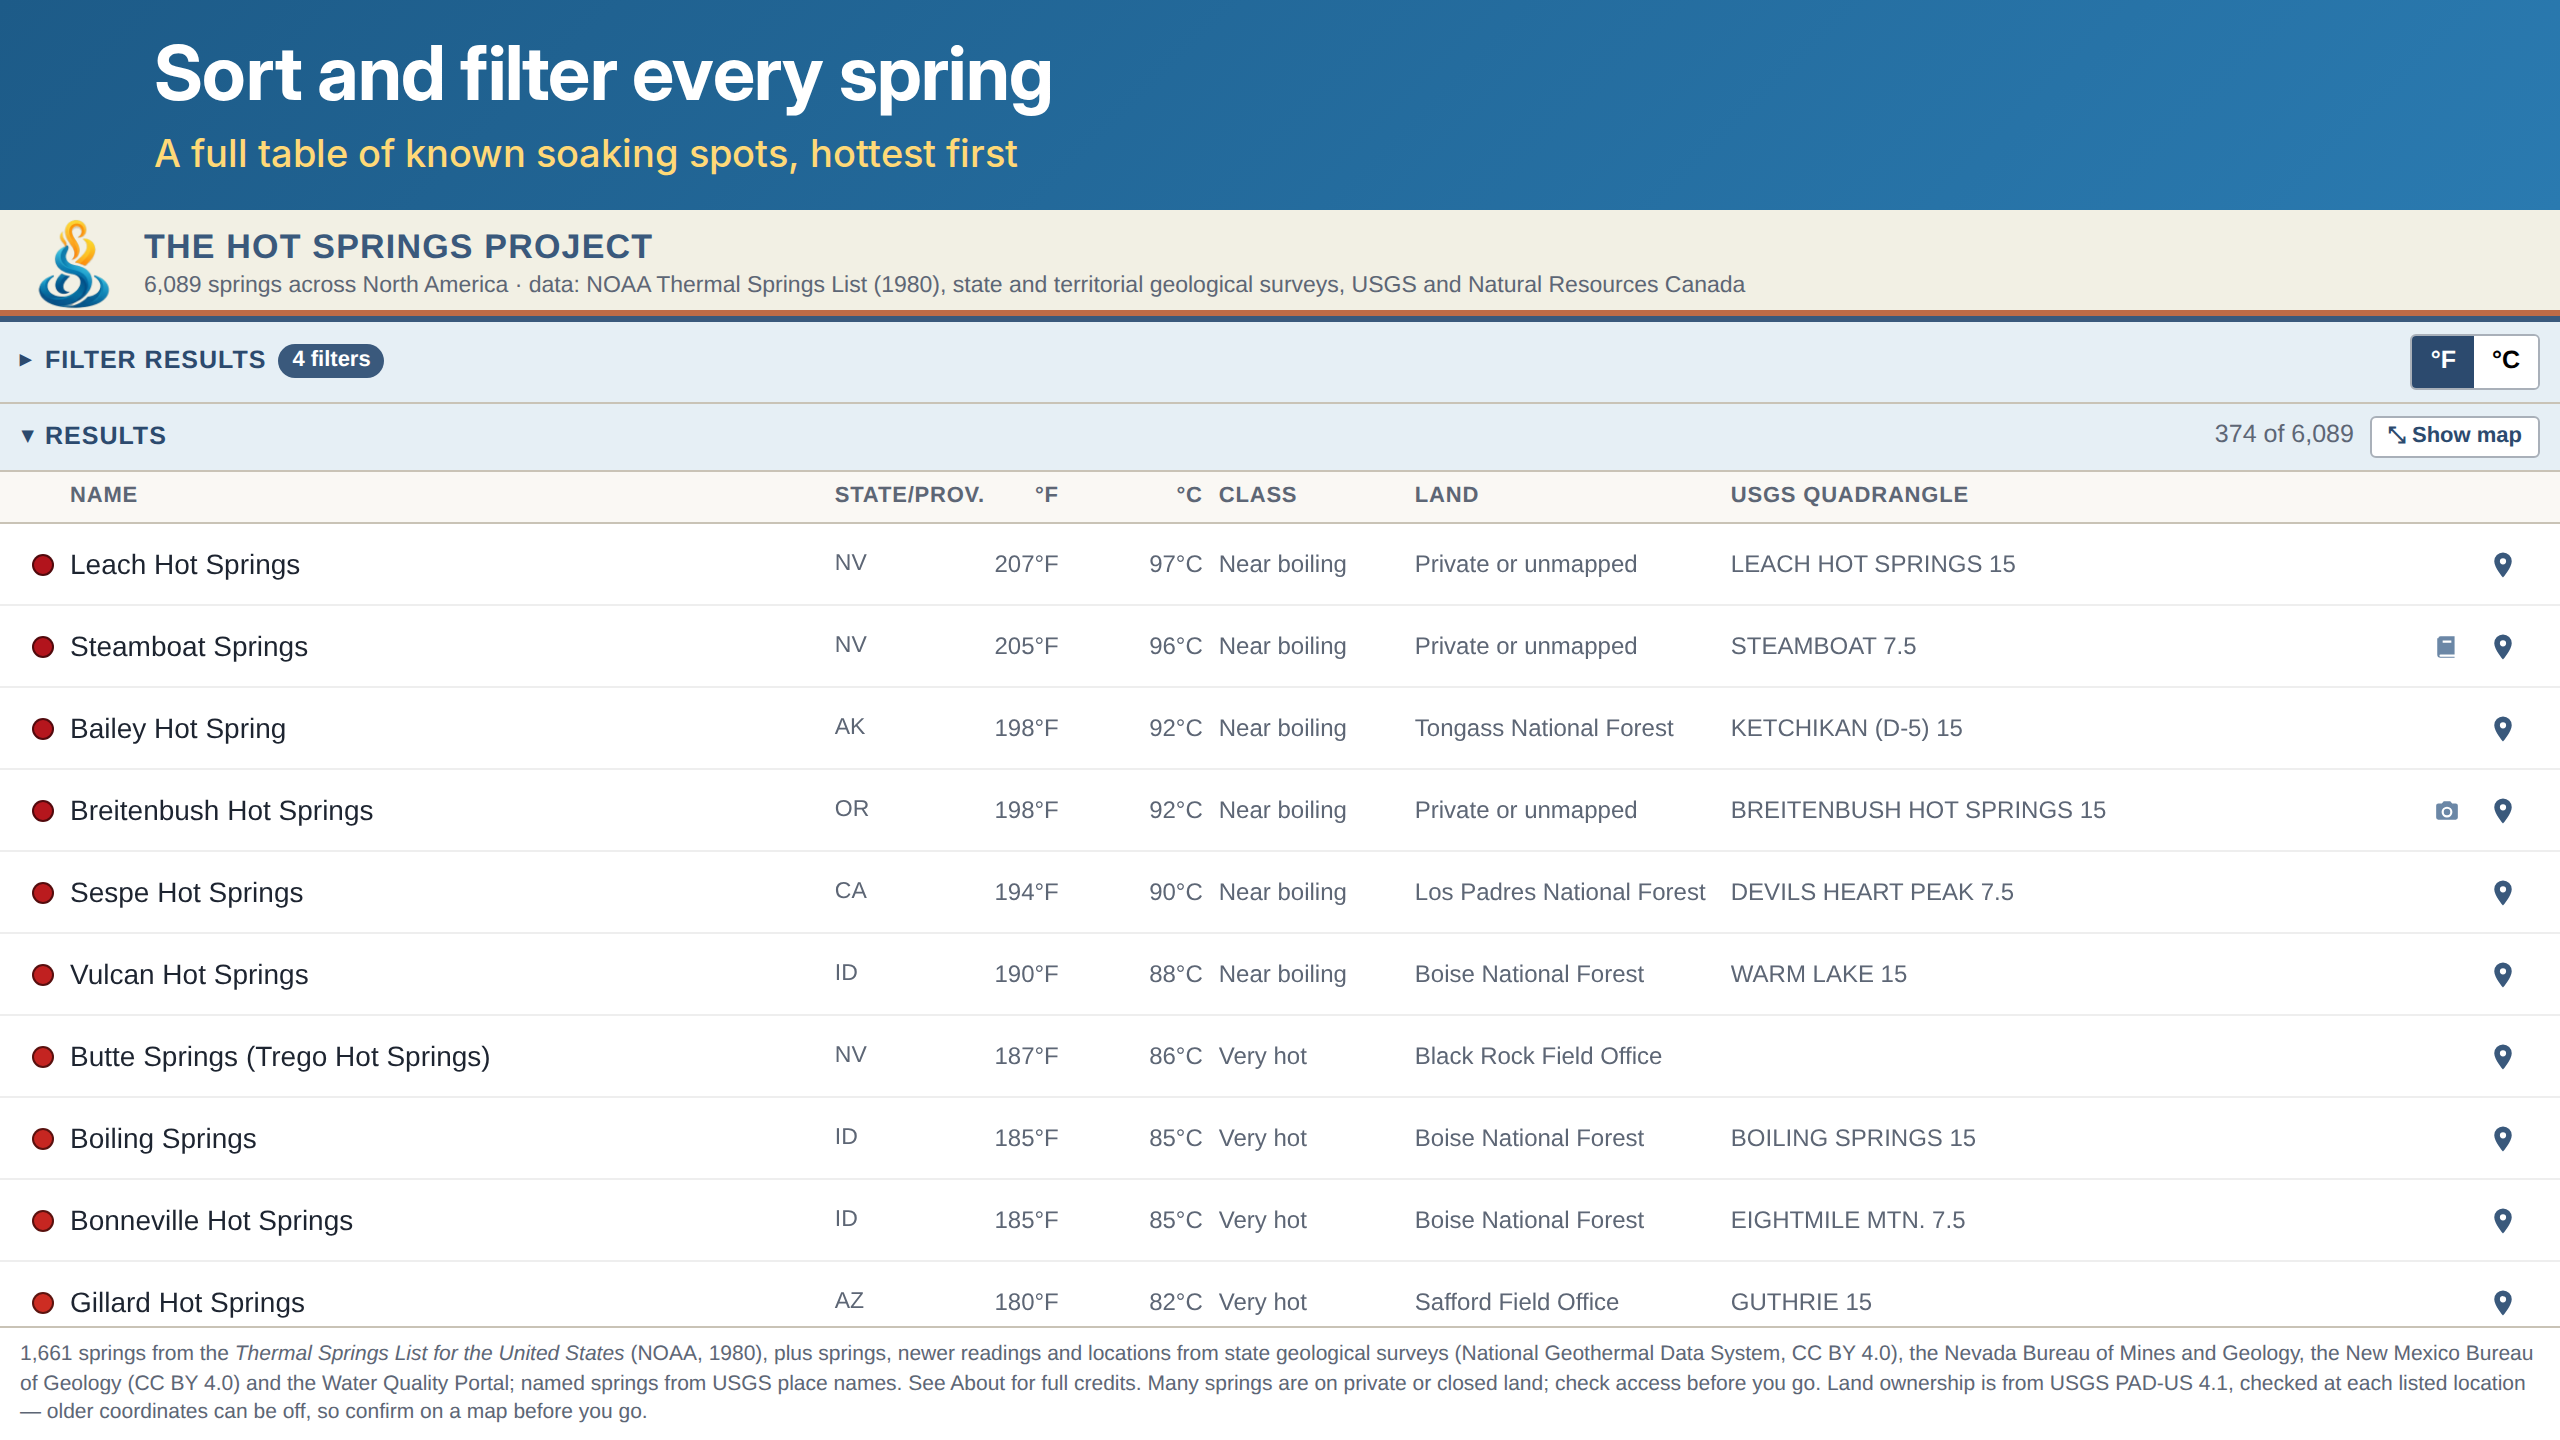 Sort and filter every spring
A full table of known soaking spots, hottest first
THE HOT SPRINGS PROJECT
6,089 springs across North America · data: NOAA Thermal Springs List (1980), state and territorial geological surveys, USGS and Natural Resources Canada
▸ FILTER RESULTS 4 filters °F °C
▾ RESULTS 374 of 6,089 ⤡ Show map
NAME STATE/PROV. °F °C CLASS LAND USGS QUADRANGLE
Leach Hot Springs NV 207°F 97°C Near boiling Private or unmapped LEACH HOT SPRINGS 15
Steamboat Springs NV 205°F 96°C Near boiling Private or unmapped STEAMBOAT 7.5
Bailey Hot Spring AK 198°F 92°C Near boiling Tongass National Forest KETCHIKAN (D-5) 15
Breitenbush Hot Springs OR 198°F 92°C Near boiling Private or unmapped BREITENBUSH HOT SPRINGS 15
Sespe Hot Springs CA 194°F 90°C Near boiling Los Padres National Forest DEVILS HEART PEAK 7.5
Vulcan Hot Springs ID 190°F 88°C Near boiling Boise National Forest WARM LAKE 15
Butte Springs (Trego Hot Springs) NV 187°F 86°C Very hot Black Rock Field Office
Boiling Springs ID 185°F 85°C Very hot Boise National Forest BOILING SPRINGS 15
Bonneville Hot Springs ID 185°F 85°C Very hot Boise National Forest EIGHTMILE MTN. 7.5
Gillard Hot Springs AZ 180°F 82°C Very hot Safford Field Office GUTHRIE 15
1,661 springs from the Thermal Springs List for the United States (NOAA, 1980), plus springs, newer readings and locations from state geological surveys (National Geothermal Data System, CC BY 4.0), the Nevada Bureau of Mines and Geology, the New Mexico Bureau
of Geology (CC BY 4.0) and the Water Quality Portal; named springs from USGS place names. See About for full credits. Many springs are on private or closed land; check access before you go. Land ownership is from USGS PAD-US 4.1, checked at each listed location
— older coordinates can be off, so confirm on a map before you go.